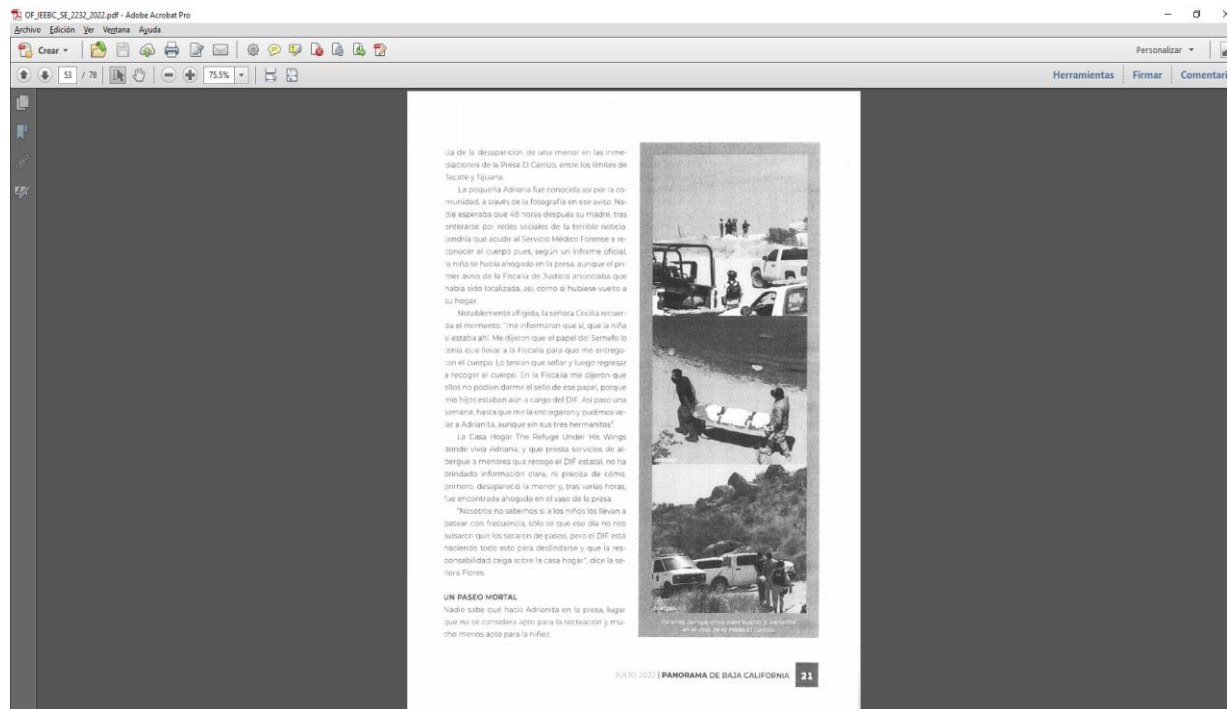 OF_IEEBC_SE_2232_2022.pdf - Adobe Acrobat Pro
Archivo Edición Ver Ventana Ayuda
Crear
Personalizar
53 / 78
75.5%
Herramientas Firmar Comentari
tia de la desaparición de una menor en las inme-
diaciones de la Presa El Carrizo, entre los límites de
Tecate y Tijuana.
La pequeña Adriana fue conocida así por la co-
munidad, a través de la fotografía en ese aviso. Na-
die esperaba que 48 horas después su madre, tras
enterarse por redes sociales de la terrible noticia,
tendría que acudir al Servicio Médico Forense a re-
conocer el cuerpo pues, según un informe oficial,
la niña se había ahogado en la presa, aunque el pri-
mer aviso de la Fiscalía de Justicia anunciaba que
había sido localizada, así, como si hubiese vuelto a
su hogar.
Notablemente afligida, la señora Cecilia recuer-
da el momento: "me informaron que sí, que la niña
sí estaba ahí. Me dijeron que el papel del Semefo lo
tenía que llevar a la Fiscalía para que me entrega-
ran el cuerpo. Lo tenían que sellar y luego regresar
a recoger el cuerpo. En la Fiscalía me dijeron que
ellos no podían darme el sello de ese papel, porque
mis hijos estaban aún a cargo del DIF. Así pasó una
semana, hasta que me la entregaron y pudimos ve-
lar a Adrianita, aunque sin sus tres hermanitos".
La Casa Hogar The Refuge Under His Wings
donde vivía Adriana, y que presta servicios de al-
bergue a menores que recoge el DIF estatal, no ha
brindado información clara, ni precisa de cómo,
primero, desapareció la menor y, tras varias horas,
fue encontrada ahogada en el vaso de la presa.
"Nosotros no sabemos si a los niños los llevan a
pasear con frecuencia, sólo sé que ese día no nos
avisaron que los sacaron de paseo, pero el DIF está
haciendo todo esto para deslindarse y que la res-
ponsabilidad caiga sobre la casa hogar", dice la se-
ñora Flores.
UN PASEO MORTAL
Nadie sabe qué hacía Adrianita en la presa, lugar
que no se considera apto para la recreación y mu-
cho menos apto para la niñez.
para buscar a Adrianita
en el vaso de la Presa El Carrizo.
JULIO 2022 | PANORAMA DE BAJA CALIFORNIA 21